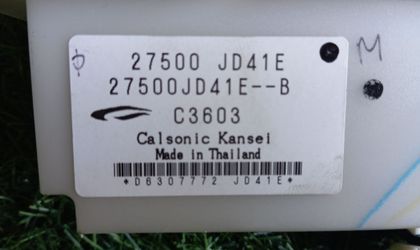 27500 JD41E
M
27500JD41E--B
C3603
Calsonic Kansei
Made in Thailand
*D6307772 JD41E*